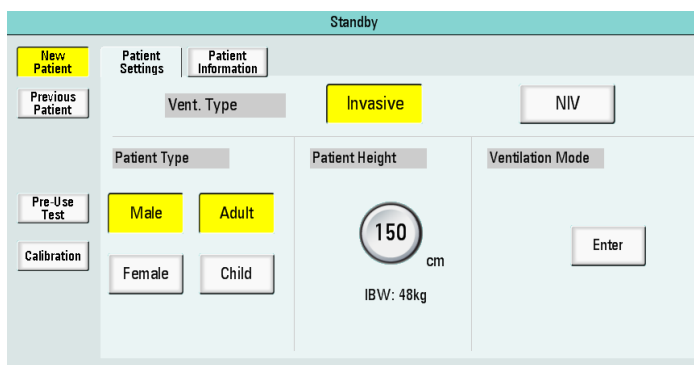 Standby
New
Patient
Patient
Settings
Patient
Information
Previous
Patient
Vent. Type
Invasive
NIV
Patient Type
Patient Height
Ventilation Mode
Pre-Use
Test
Male
Adult
150
cm
Enter
Calibration
Female
Child
IBW: 48kg